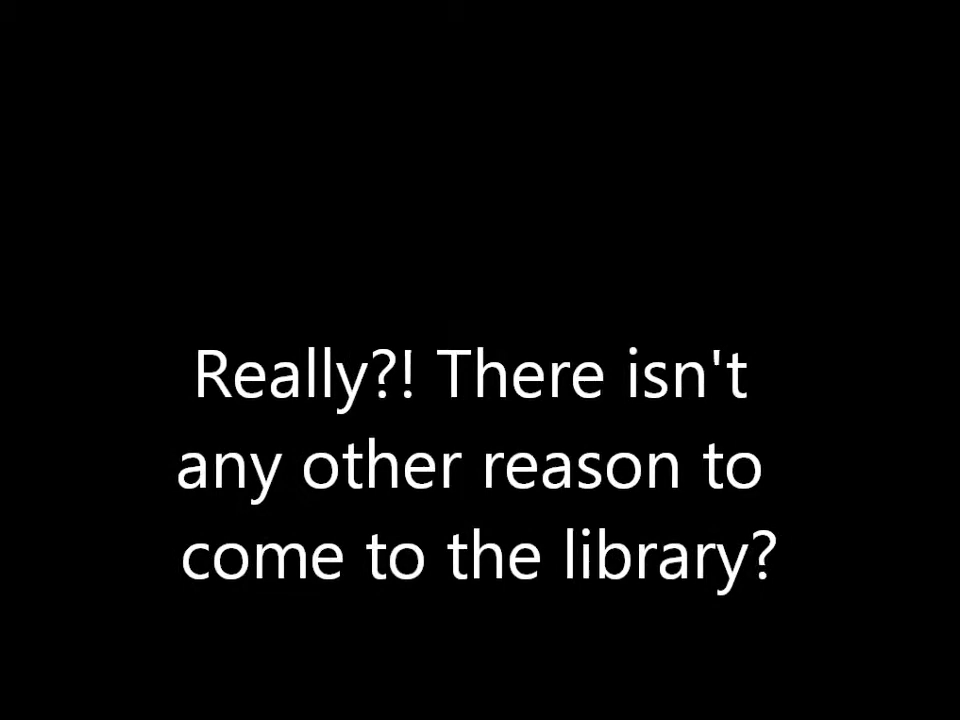 Really?! There isn't
any other reason to
come to the library?